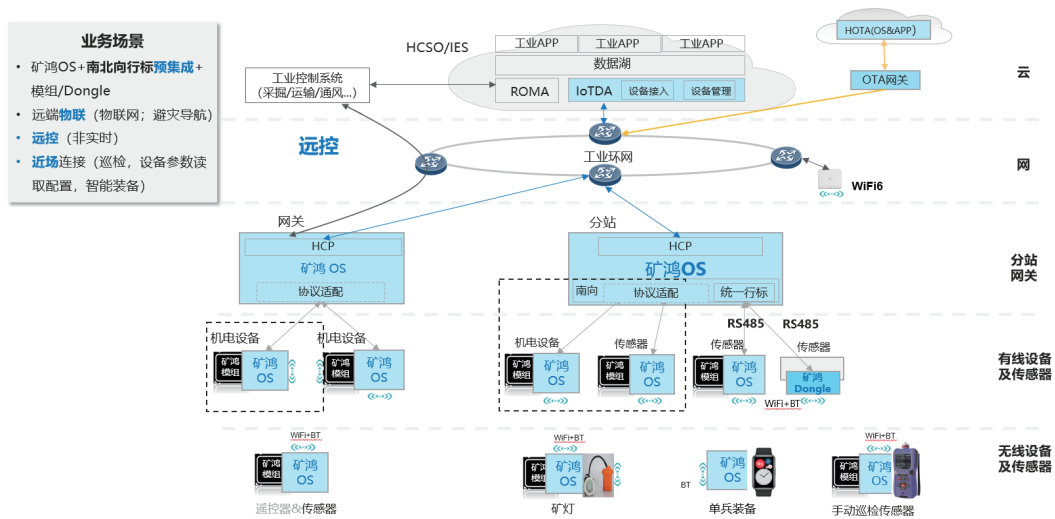 业务场景
• 矿鸿OS+南北向行标预集成+
模组/Dongle
• 远端物联（物联网；避灾导航）
• 远控（非实时）
• 近场连接（巡检，设备参数读
取配置，智能装备）
HCSO/IES
工业APP
工业APP
工业APP
数据湖
ROMA
IoTDA
设备接入
设备管理
HOTA(OS&APP)
OTA网关
云
工业控制系统
（采掘/运输/通风...）
远控
工业环网
WiFi6
网
网关
HCP
矿鸿 OS
协议适配
分站
HCP
矿鸿OS
南向
协议适配
统一行标
分站
网关
RS485
RS485
机电设备
矿鸿
模组
矿鸿
OS
机电设备
矿鸿
模组
矿鸿
OS
机电设备
矿鸿
模组
矿鸿
OS
传感器
矿鸿
模组
矿鸿
OS
传感器
矿鸿
模组
矿鸿
OS
传感器
矿鸿
Dongle
WiFi+BT
有线设备
及传感器
WiFi+BT
矿鸿
模组
矿鸿
OS
遥控器&传感器
WiFi+BT
矿鸿
模组
矿鸿
OS
矿灯
BT
矿鸿
OS
单兵装备
WiFi+BT
矿鸿
模组
矿鸿
OS
手动巡检传感器
无线设备
及传感器